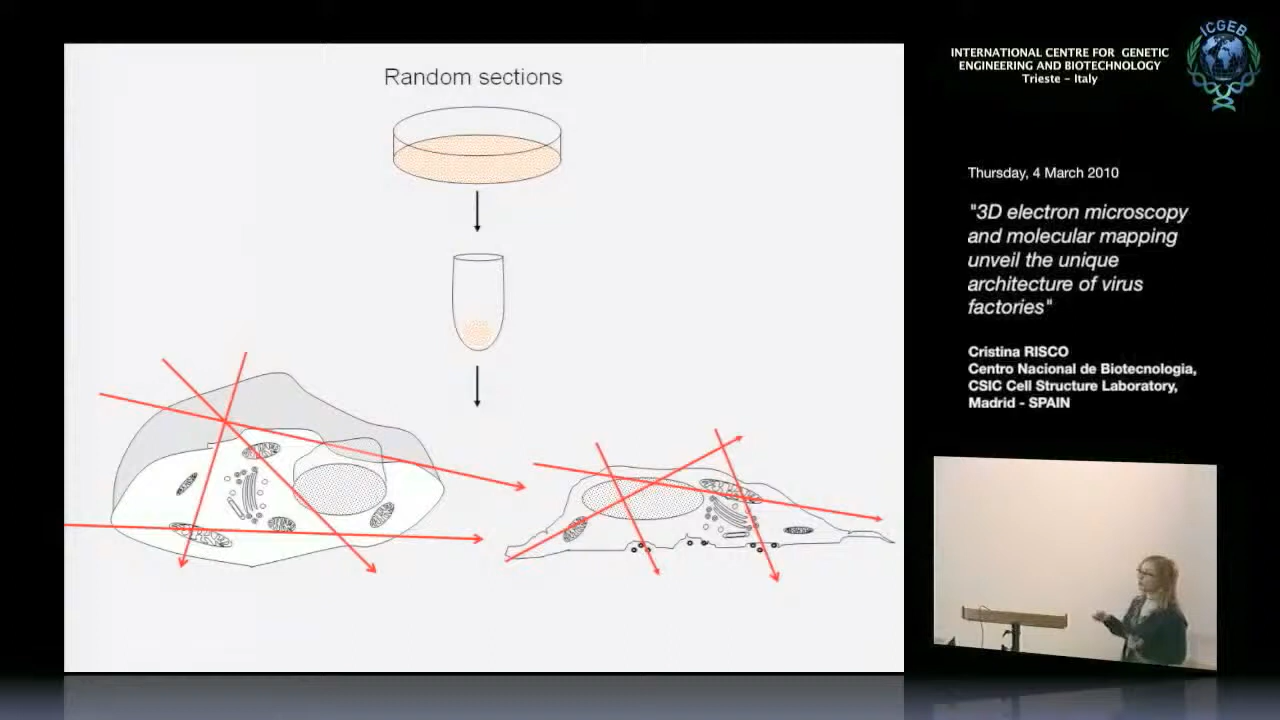 Random sections
ICGEB
INTERNATIONAL CENTRE FOR GENETIC
ENGINEERING AND BIOTECHNOLOGY
Trieste - Italy
Thursday, 4 March 2010
"3D electron microscopy
and molecular mapping
unveil the unique
architecture of virus
factories"
Cristina RISCO
Centro Nacional de Biotecnologia,
CSIC Cell Structure Laboratory,
Madrid - SPAIN